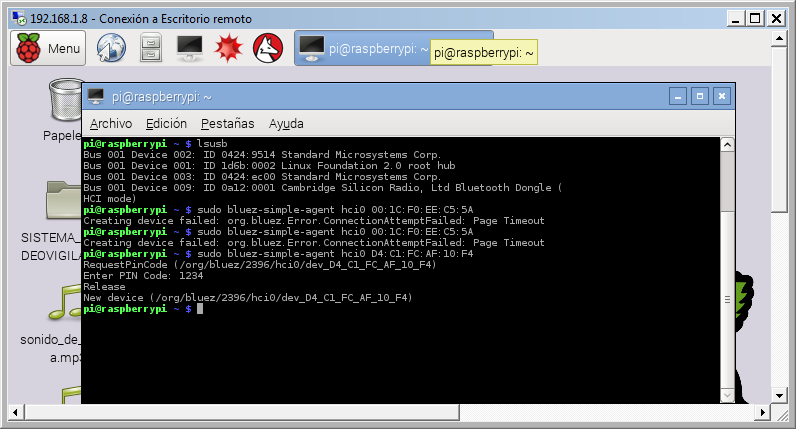 192.168.1.8 - Conexión a Escritorio remoto
Menu
pi@raspberrypi: ~
pi@raspberrypi: ~
Papele
pi@raspberrypi: ~
Archivo Edición Pestañas Ayuda
pi@raspberrypi ~ $ lsusb
Bus 001 Device 002: ID 0424:9514 Standard Microsystems Corp.
Bus 001 Device 001: ID 1d6b:0002 Linux Foundation 2.0 root hub
Bus 001 Device 003: ID 0424:ec00 Standard Microsystems Corp.
Bus 001 Device 009: ID 0a12:0001 Cambridge Silicon Radio, Ltd Bluetooth Dongle (
HCI mode)
pi@raspberrypi ~ $ sudo bluez-simple-agent hci0 00:1C:F0:EE:C5:5A
Creating device failed: org.bluez.Error.ConnectionAttemptFailed: Page Timeout
pi@raspberrypi ~ $ sudo bluez-simple-agent hci0 00:1C:F0:EE:C5:5A
Creating device failed: org.bluez.Error.ConnectionAttemptFailed: Page Timeout
pi@raspberrypi ~ $ sudo bluez-simple-agent hci0 D4:C1:FC:AF:10:F4
RequestPinCode (/org/bluez/2396/hci0/dev_D4_C1_FC_AF_10_F4)
Enter PIN Code: 1234
Release
New device (/org/bluez/2396/hci0/dev_D4_C1_FC_AF_10_F4)
pi@raspberrypi ~ $
SISTEMA_
DEOVIGILA
sonido_de_
a.mp3